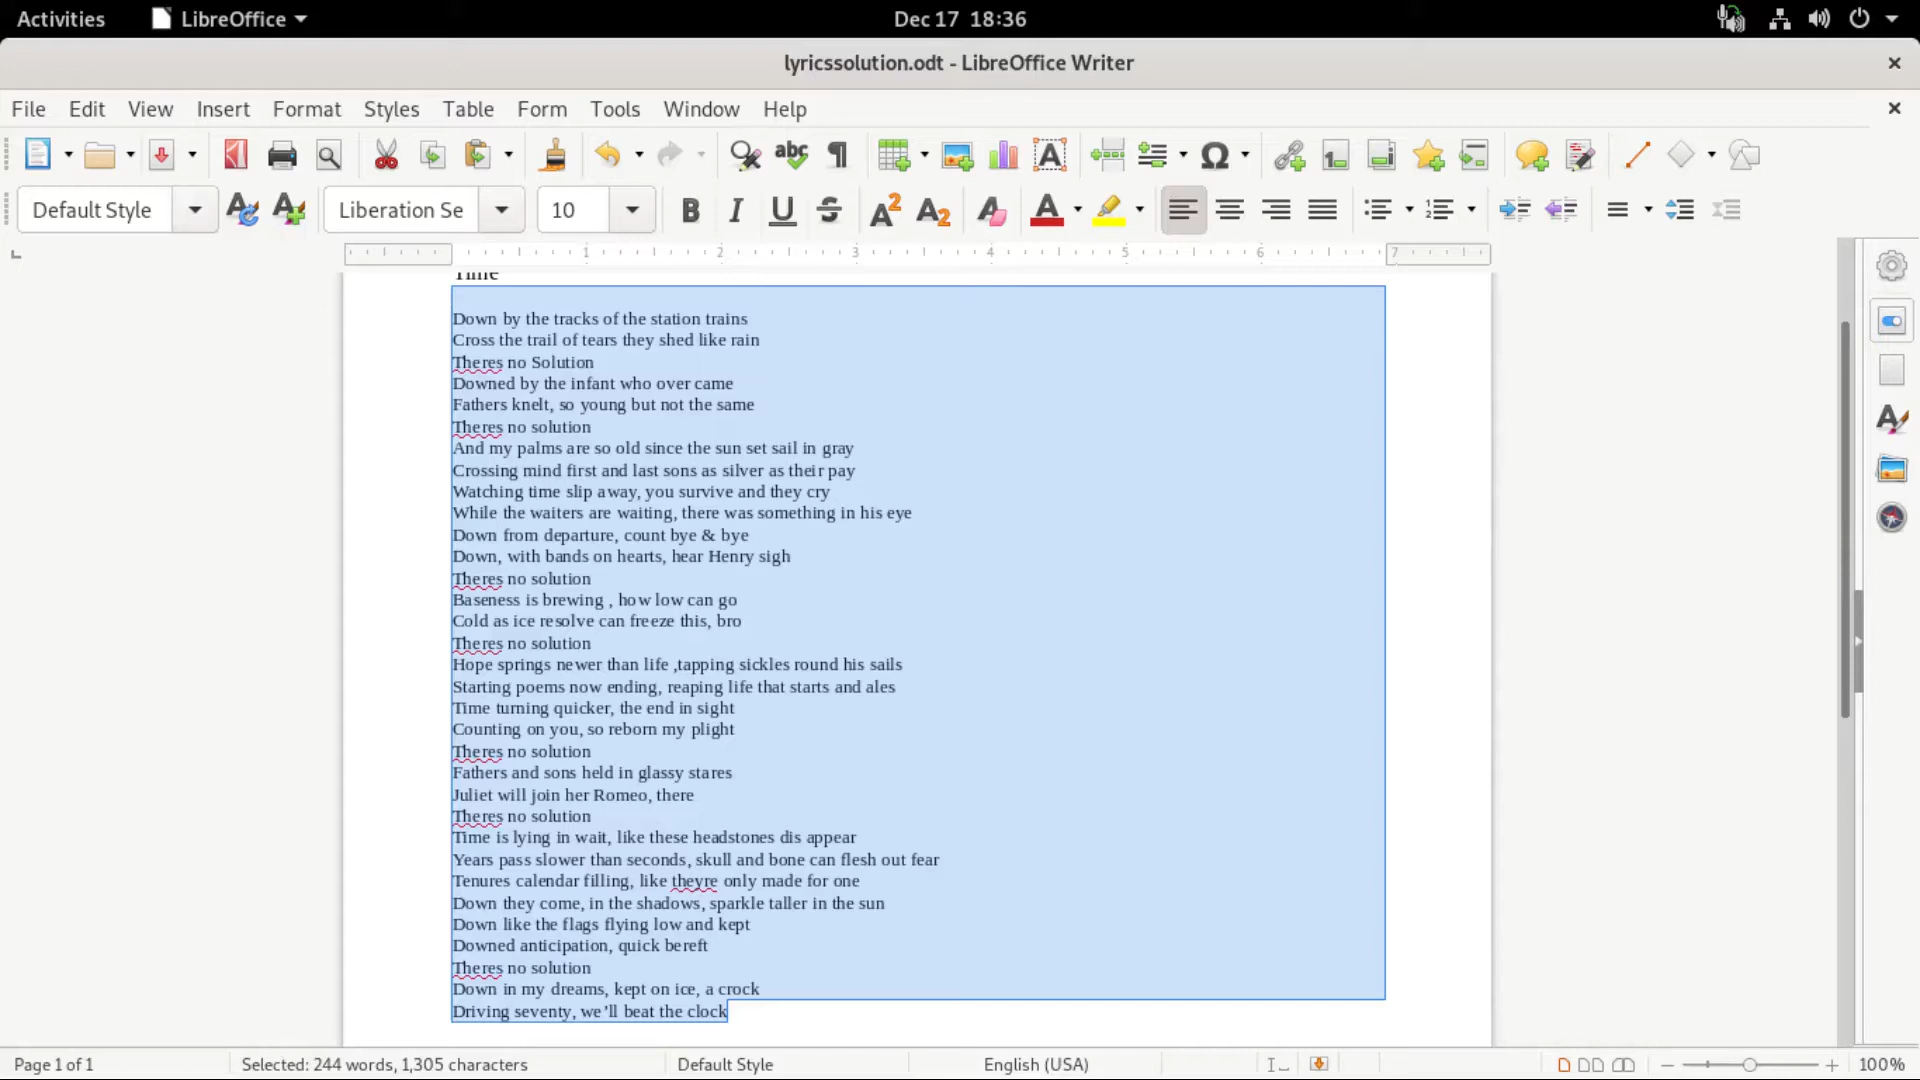 Activities LibreOffice Dec 17 18:36
lyricssolution.odt - LibreOffice Writer
File Edit View Insert Format Styles Table Form Tools Window Help
Default Style Liberation Se 10
1 2 3 4 5 6 7
Time
Down by the tracks of the station trains
Cross the trail of tears they shed like rain
Theres no Solution
Downed by the infant who over came
Fathers knelt, so young but not the same
Theres no solution
And my palms are so old since the sun set sail in gray
Crossing mind first and last sons as silver as their pay
Watching time slip away, you survive and they cry
While the waiters are waiting, there was something in his eye
Down from departure, count bye & bye
Down, with bands on hearts, hear Henry sigh
Theres no solution
Baseness is brewing , how low can go
Cold as ice resolve can freeze this, bro
Theres no solution
Hope springs newer than life ,tapping sickles round his sails
Starting poems now ending, reaping life that starts and ales
Time turning quicker, the end in sight
Counting on you, so reborn my plight
Theres no solution
Fathers and sons held in glassy stares
Juliet will join her Romeo, there
Theres no solution
Time is lying in wait, like these headstones dis appear
Years pass slower than seconds, skull and bone can flesh out fear
Tenures calendar filling, like theyre only made for one
Down they come, in the shadows, sparkle taller in the sun
Down like the flags flying low and kept
Downed anticipation, quick bereft
Theres no solution
Down in my dreams, kept on ice, a crock
Driving seventy, we’ll beat the clock
Page 1 of 1 Selected: 244 words, 1,305 characters Default Style English (USA) 100%